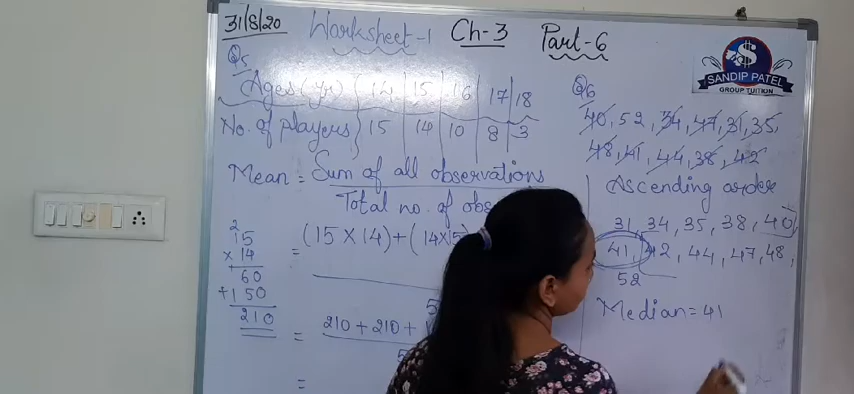 31/8/20 Worksheet-1 Ch-3 Part-6
Q5
Ages (yr) 14 15 16 17 18
No. of players 15 14 10 8 3
Mean = Sum of all observations
Total no. of obs
= (15 × 14) + (14×15)
2
15
× 14
60
+150
210
= 210 + 210 +
5
=
SANDIP PATEL
GROUP TUITION
Q6
40, 52, 34, 47, 31, 35,
48, 41, 44, 38, 42
Ascending order
31, 34, 35, 38, 40,
41, 42, 44, 47, 48,
52
Median = 41